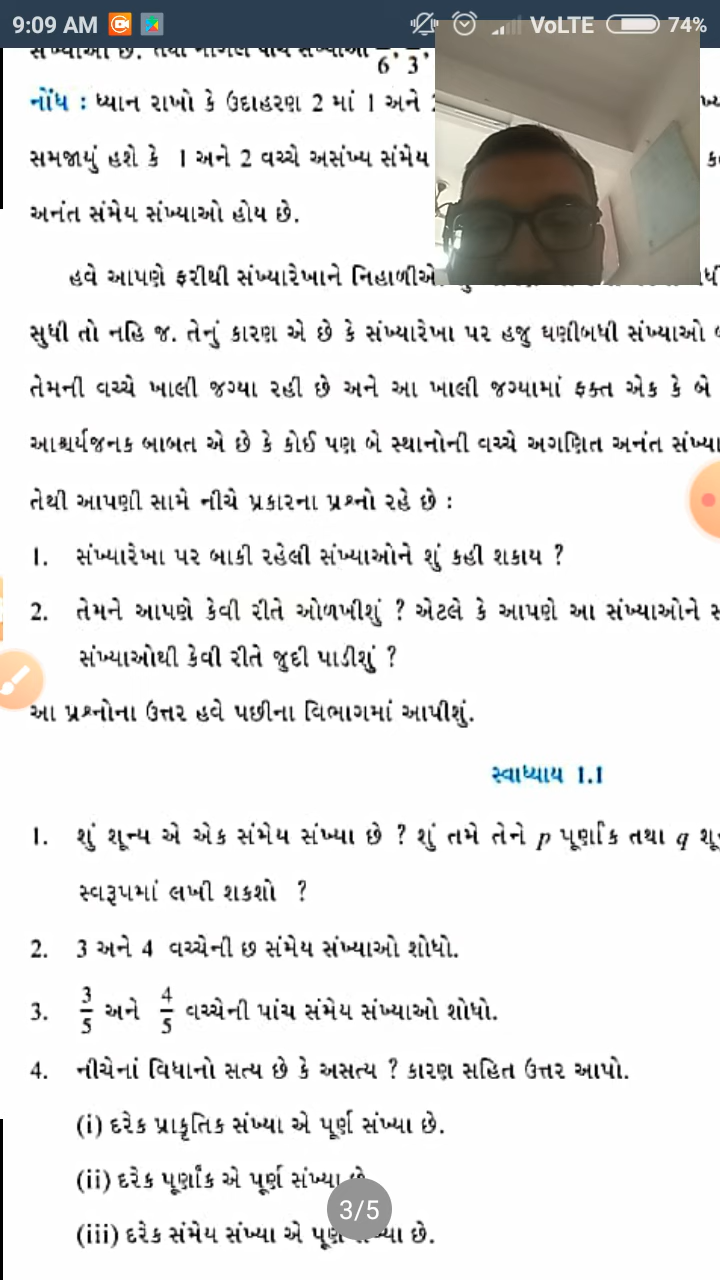 9:09 AM VoLTE 74%
સંખ્યાઓ છે. તથા માગેલ પાંચ સંખ્યાઓ 6, 3,
નોંધ : ધ્યાન રાખો કે ઉદાહરણ 2 માં 1 અને
સમજાયું હશે કે 1 અને 2 વચ્ચે અસંખ્ય સંમેય
અનંત સંમેય સંખ્યાઓ હોય છે.
હવે આપણે ફરીથી સંખ્યારેખાને નિહાળીએ
સુધી તો નહિ જ. તેનું કારણ એ છે કે સંખ્યારેખા પર હજુ ઘણીબધી સંખ્યાઓ
તેમની વચ્ચે ખાલી જગ્યા રહી છે અને આ ખાલી જગ્યામાં ફક્ત એક કે બે
આશ્ચર્યજનક બાબત એ છે કે કોઈ પણ બે સ્થાનોની વચ્ચે અગણિત અનંત સંખ્યા
તેથી આપણી સામે નીચે પ્રકારના પ્રશ્નો રહે છે :
1. સંખ્યારેખા પર બાકી રહેલી સંખ્યાઓને શું કહી શકાય ?
2. તેમને આપણે કેવી રીતે ઓળખીશું ? એટલે કે આપણે આ સંખ્યાઓને
સંખ્યાઓથી કેવી રીતે જુદી પાડીશું ?
આ પ્રશ્નોના ઉત્તર હવે પછીના વિભાગમાં આપીશું.
સ્વાધ્યાય 1.1
1. શું શૂન્ય એ એક સંમેય સંખ્યા છે ? શું તમે તેને p પૂર્ણાંક તથા q
સ્વરૂપમાં લખી શકશો ?
2. 3 અને 4 વચ્ચેની છ સંમેય સંખ્યાઓ શોધો.
3. 3/5 અને 4/5 વચ્ચેની પાંચ સંમેય સંખ્યાઓ શોધો.
4. નીચેનાં વિધાનો સત્ય છે કે અસત્ય ? કારણ સહિત ઉત્તર આપો.
(i) દરેક પ્રાકૃતિક સંખ્યા એ પૂર્ણ સંખ્યા છે.
(ii) દરેક પૂર્ણાંક એ પૂર્ણ સંખ્યા છે
3/5
(iii) દરેક સંમેય સંખ્યા એ પૂર્ણ છે.